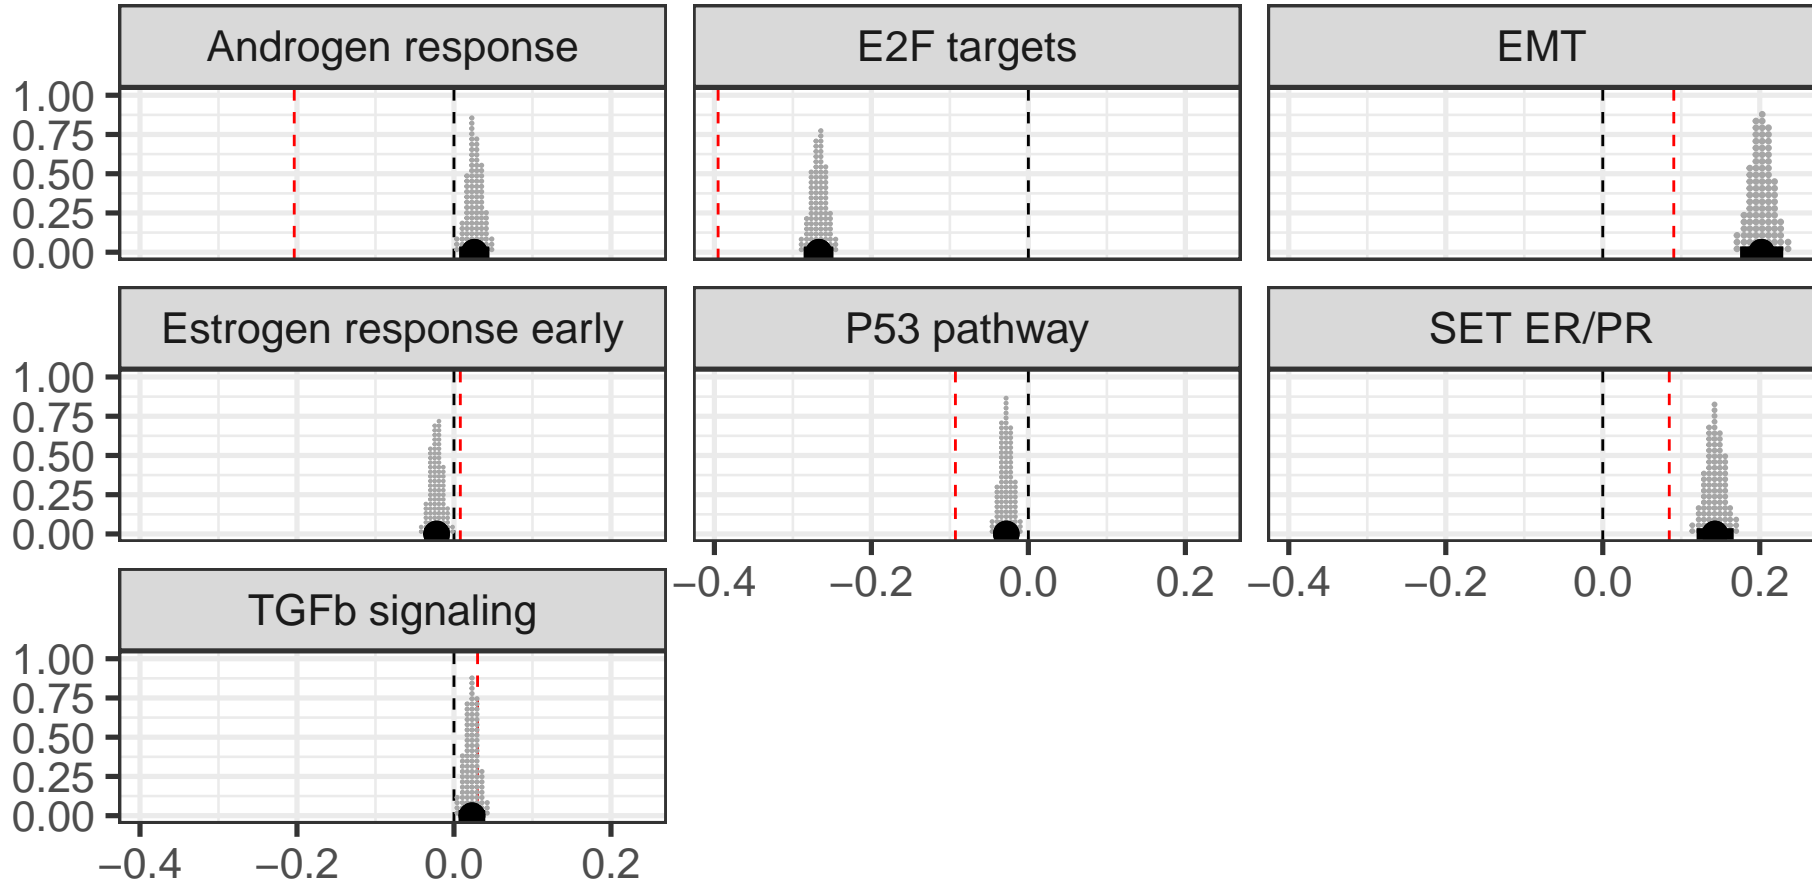 Androgen response
E2F targets
EMT
1.00
0.75
0.50
0.25
0.00
Estrogen response early
P53 pathway
SET ER/PR
1.00
0.75
0.50
0.25
0.00
−0.4 −0.2 0.0 0.2
−0.4 −0.2 0.0 0.2
TGFb signaling
1.00
0.75
0.50
0.25
0.00
−0.4 −0.2 0.0 0.2